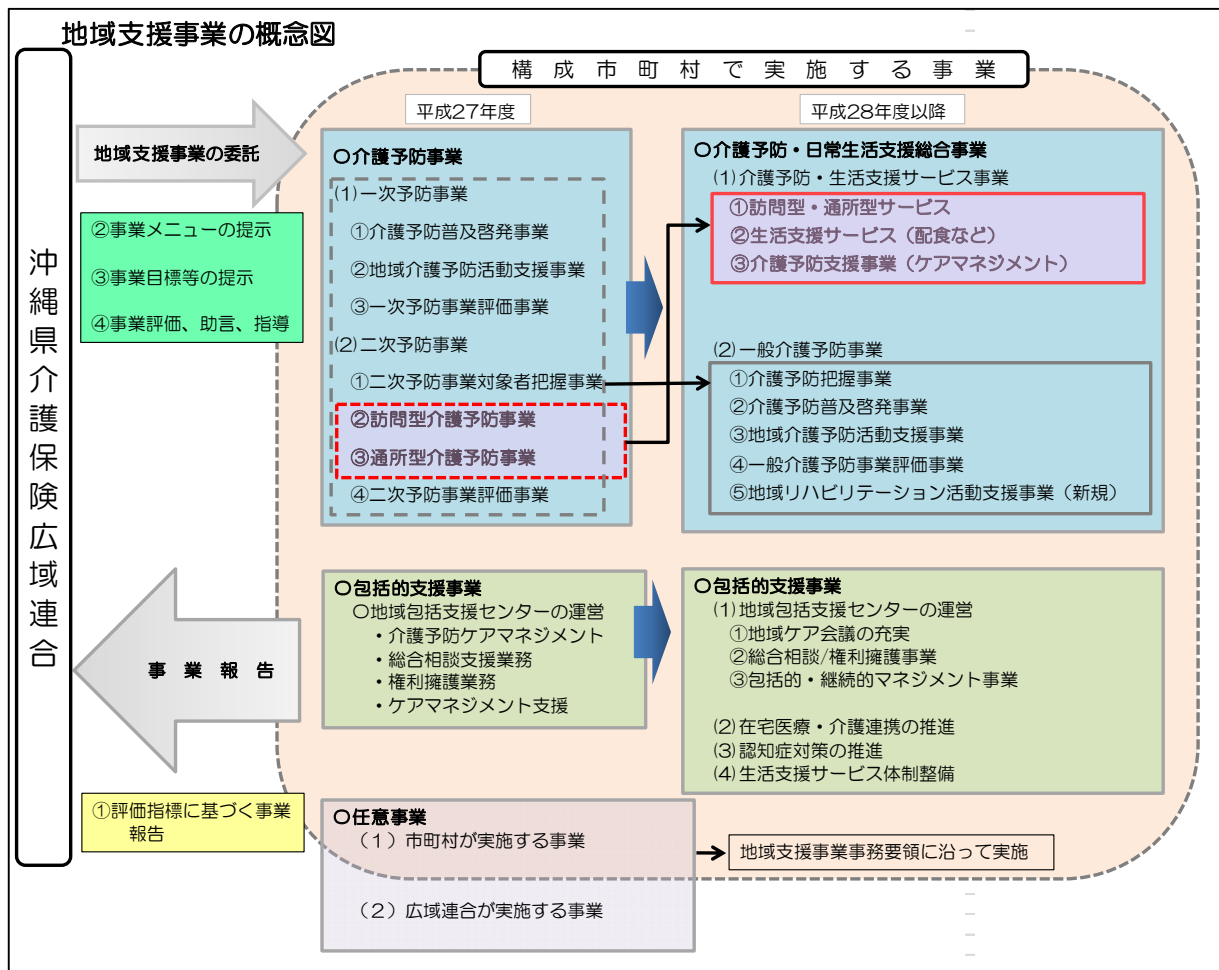 地域支援事業の概念図
構成市町村で実施する事業
沖縄県介護保険広域連合
地域支援事業の委託
②事業メニューの提示
③事業目標等の提示
④事業評価、助言、指導
事業報告
①評価指標に基づく事業
報告
平成27年度
〇介護予防事業
(1)一次予防事業
①介護予防普及啓発事業
②地域介護予防活動支援事業
③一次予防事業評価事業
(2)二次予防事業
①二次予防事業対象者把握事業
②訪問型介護予防事業
③通所型介護予防事業
④二次予防事業評価事業
平成28年度以降
〇介護予防・日常生活支援総合事業
(1)介護予防・生活支援サービス事業
①訪問型・通所型サービス
②生活支援サービス（配食など）
③介護予防支援事業（ケアマネジメント）
(2)一般介護予防事業
①介護予防把握事業
②介護予防普及啓発事業
③地域介護予防活動支援事業
④一般介護予防事業評価事業
⑤地域リハビリテーション活動支援事業（新規）
〇包括的支援事業
〇地域包括支援センターの運営
・介護予防ケアマネジメント
・総合相談支援業務
・権利擁護業務
・ケアマネジメント支援
〇包括的支援事業
(1)地域包括支援センターの運営
①地域ケア会議の充実
②総合相談/権利擁護事業
③包括的・継続的マネジメント事業
(2)在宅医療・介護連携の推進
(3)認知症対策の推進
(4)生活支援サービス体制整備
〇任意事業
（１）市町村が実施する事業
（２）広域連合が実施する事業
地域支援事業事務要領に沿って実施